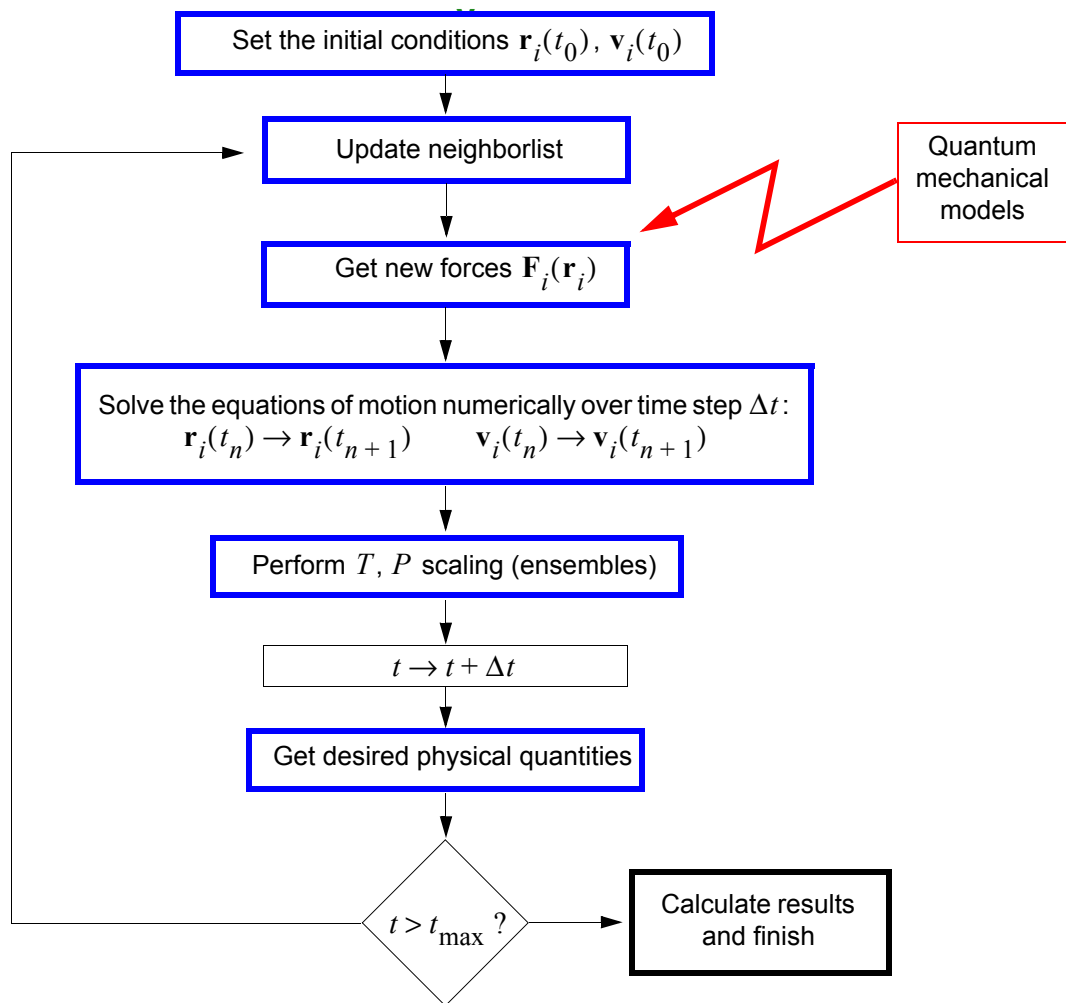 Set the initial conditions r_i(t_0), v_i(t_0)
Update neighborlist
Quantum
mechanical
models
Get new forces F_i(r_i)
Solve the equations of motion numerically over time step Δt:
r_i(t_n) → r_i(t_{n + 1}) v_i(t_n) → v_i(t_{n + 1})
Perform T, P scaling (ensembles)
t → t + Δt
Get desired physical quantities
t > t_max ?
Calculate results
and finish